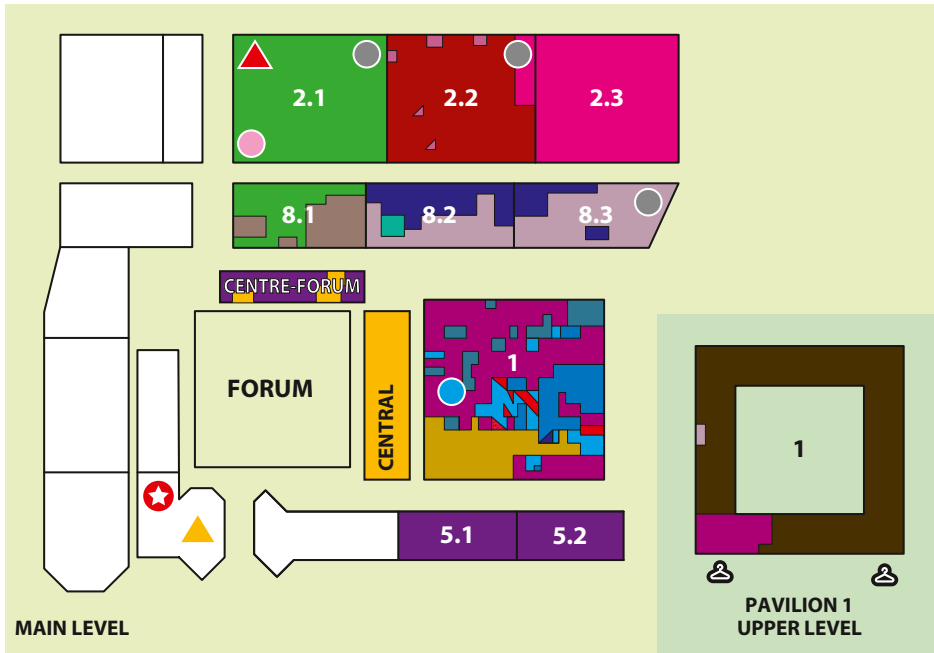 2.1
2.2
2.3
8.1
8.2
8.3
CENTRE-FORUM
1
FORUM
CENTRAL
1
5.1
5.2
PAVILION 1
UPPER LEVEL
MAIN LEVEL